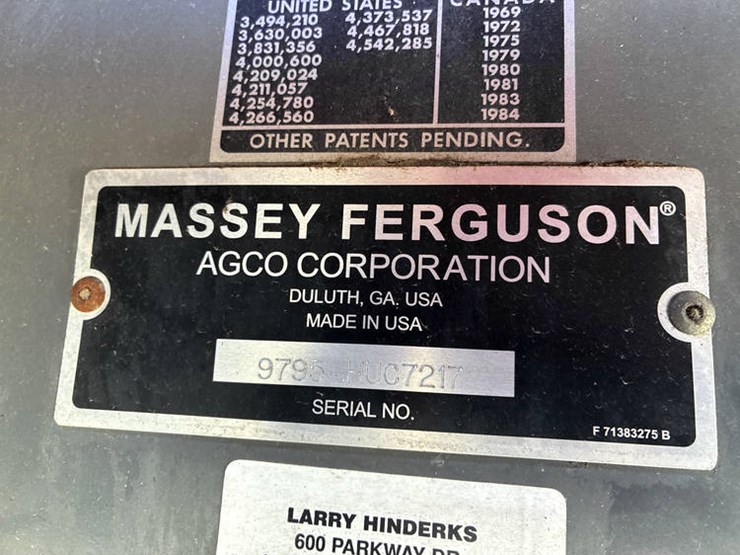 UNITED STATES
3,494,210 4,373,537
3,630,003 4,467,818
3,831,356 4,542,285
4,000,600
4,209,024
4,211,057
4,254,780
4,266,560
CANADA
1969
1972
1975
1979
1980
1981
1983
1984
OTHER PATENTS PENDING.
MASSEY FERGUSON®
AGCO CORPORATION
DULUTH, GA. USA
MADE IN USA
SERIAL NO.
F 71383275 B
LARRY HINDERKS
600 PARKWAY DR